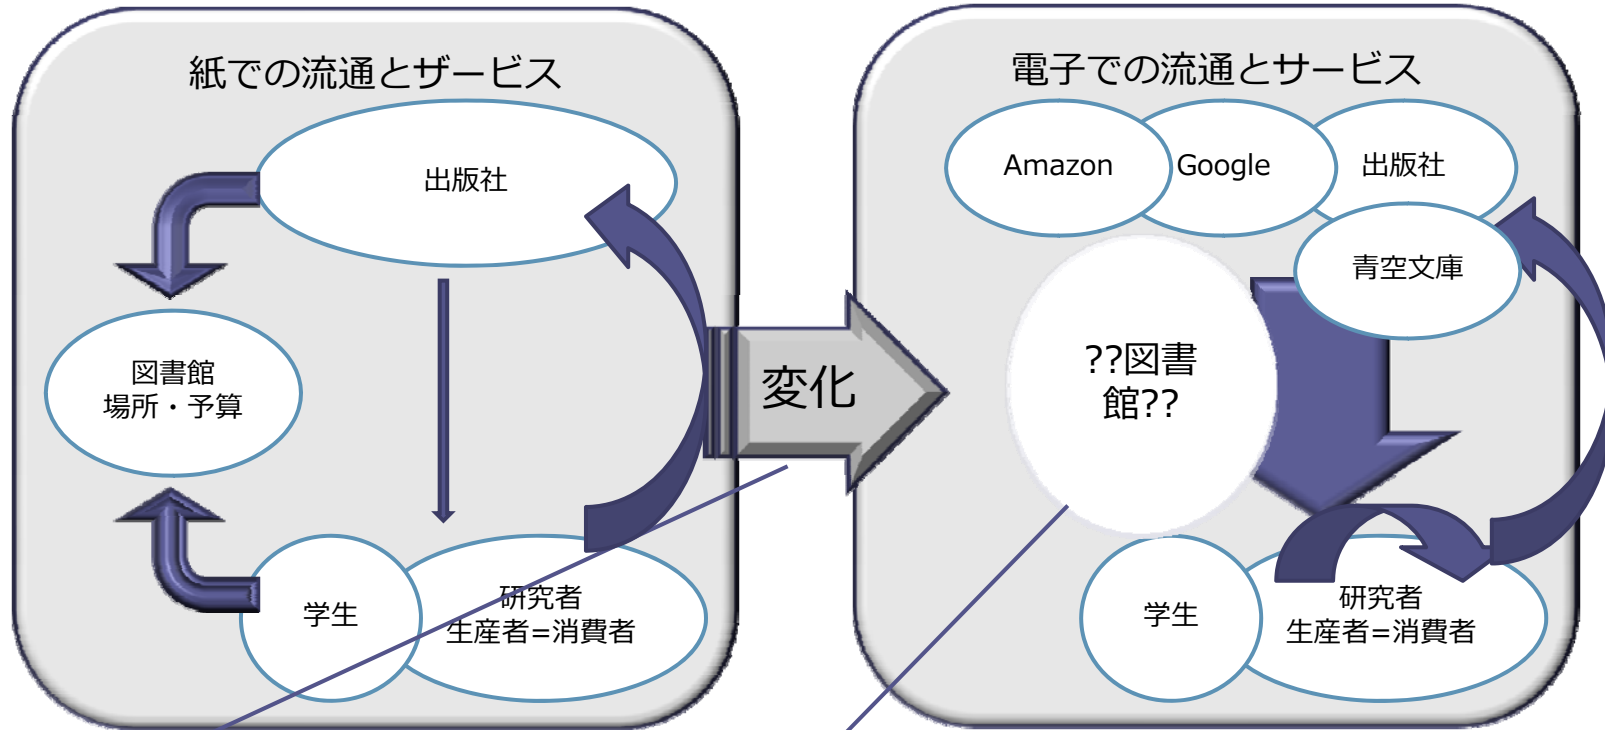 紙での流通とザービス
出版社
図書館
場所・予算
学生
研究者
生産者=消費者
変化
電子での流通とサービス
Amazon
Google
出版社
青空文庫
??図書
館??
学生
研究者
生産者=消費者